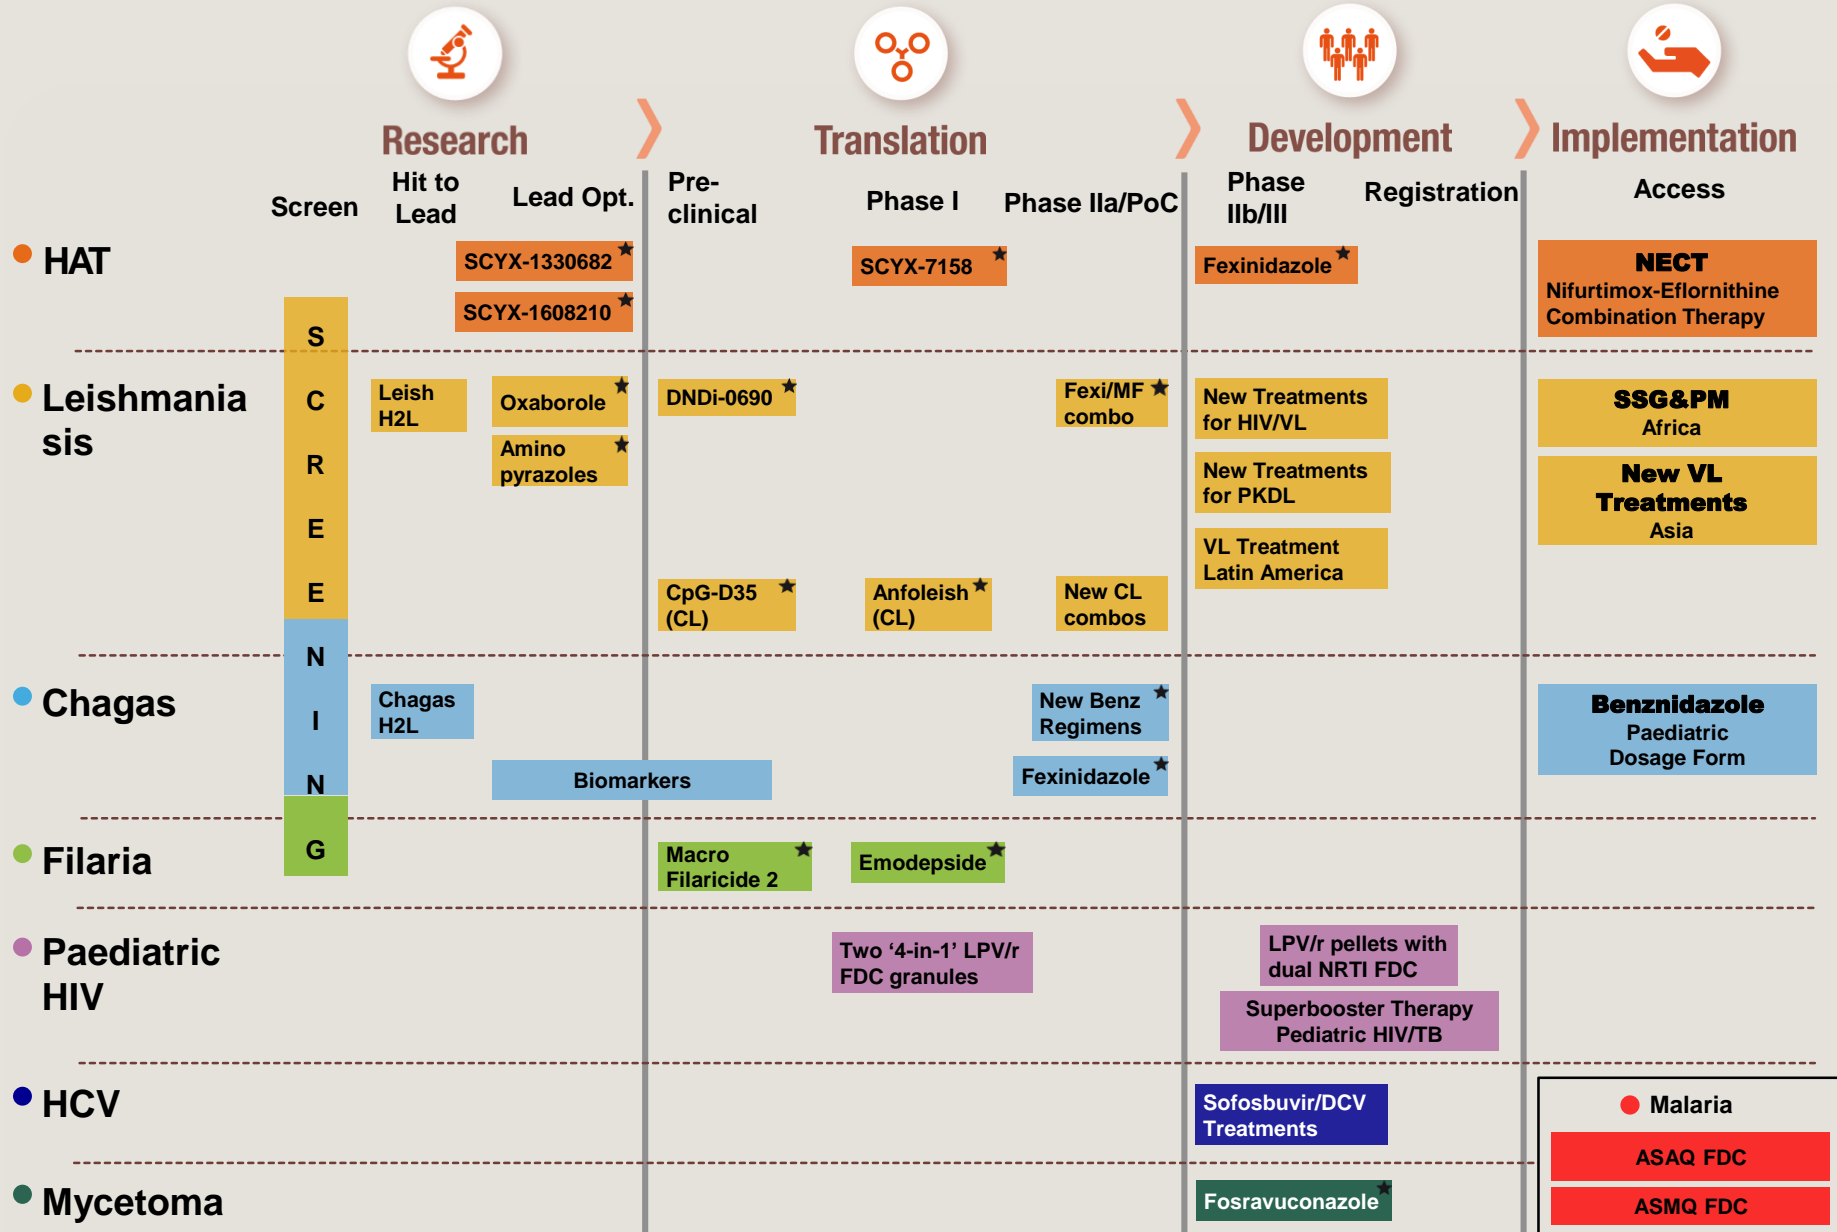 Research
Translation
Development
Implementation
Screen
Hit to
Lead
Lead Opt.
Pre-
clinical
Phase I
Phase IIa/PoC
Phase
IIb/III
Registration
Access
HAT
SCYX-1330682
SCYX-1608210
SCYX-7158
Fexinidazole
NECT
Nifurtimox-Eflornithine
Combination Therapy
S
C
R
E
E
N
I
N
G
Leishmania
sis
Leish
H2L
Oxaborole
Amino
pyrazoles
DNDi-0690
CpG-D35
(CL)
Anfoleish
(CL)
Fexi/MF
combo
New CL
combos
New Treatments
for HIV/VL
New Treatments
for PKDL
VL Treatment
Latin America
SSG&PM
Africa
New VL
Treatments
Asia
Chagas
Chagas
H2L
Biomarkers
New Benz
Regimens
Fexinidazole
Benznidazole
Paediatric
Dosage Form
Filaria
Macro
Filaricide 2
Emodepside
Paediatric
HIV
Two ‘4-in-1’ LPV/r
FDC granules
LPV/r pellets with
dual NRTI FDC
Superbooster Therapy
Pediatric HIV/TB
HCV
Sofosbuvir/DCV
Treatments
Malaria
ASAQ FDC
ASMQ FDC
Mycetoma
Fosravuconazole